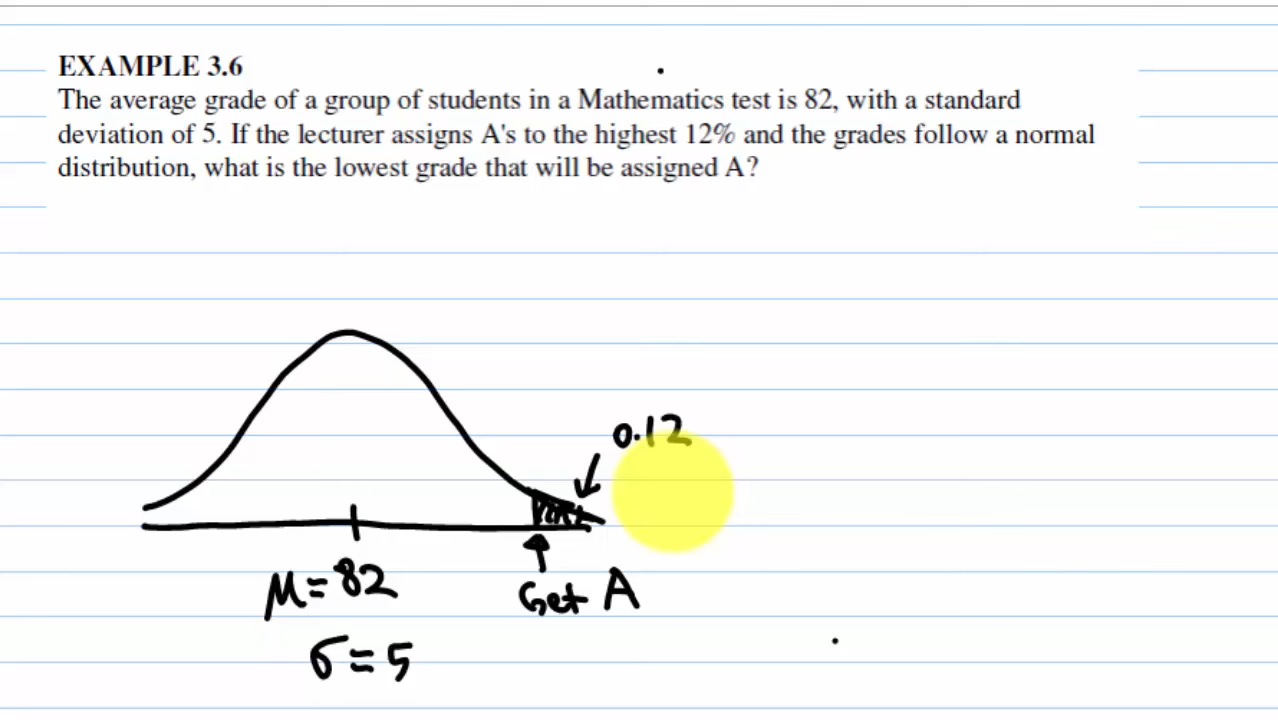 EXAMPLE 3.6
The average grade of a group of students in a Mathematics test is 82, with a standard
deviation of 5. If the lecturer assigns A's to the highest 12% and the grades follow a normal
distribution, what is the lowest grade that will be assigned A?
0.12
μ=82
Get A
σ=5